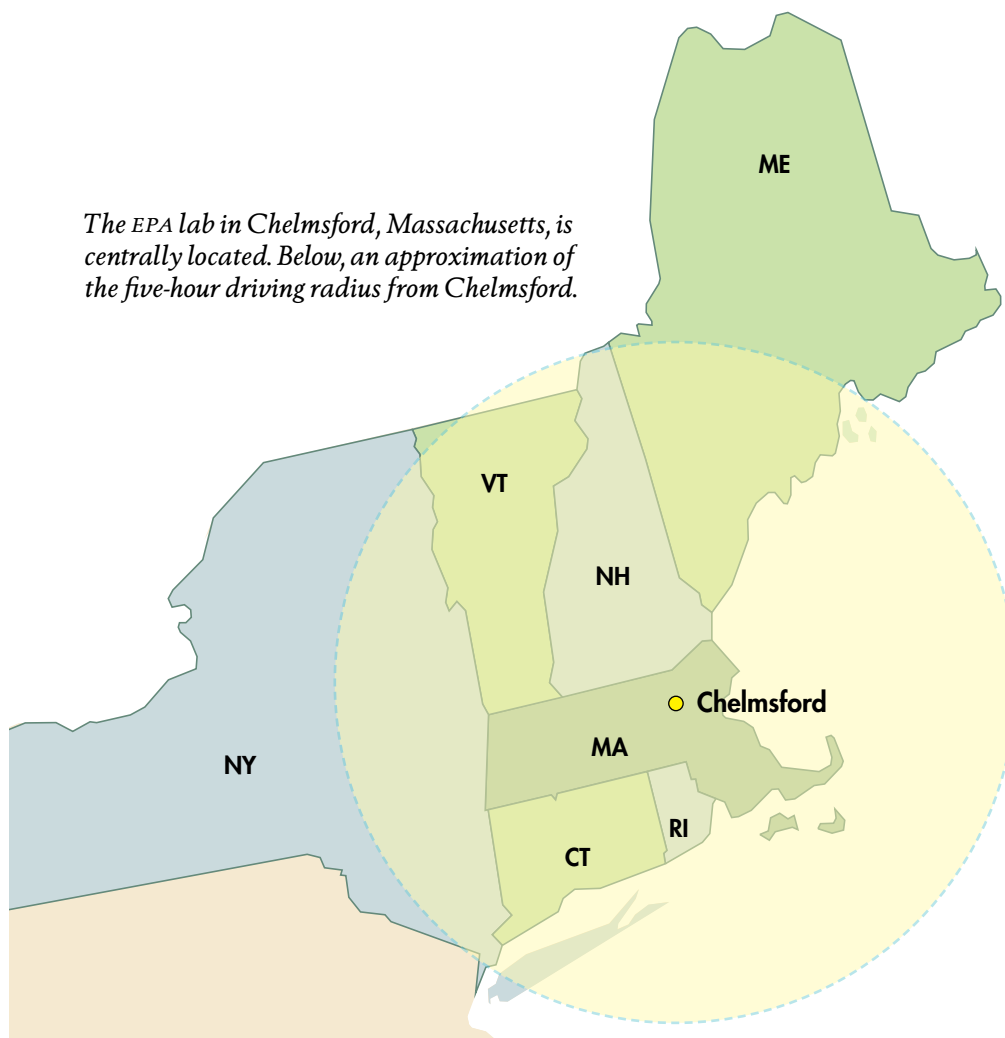 ME
The EPA lab in Chelmsford, Massachusetts, is
centrally located. Below, an approximation of
the five-hour driving radius from Chelmsford.
VT
NH
Chelmsford
MA
NY
RI
CT